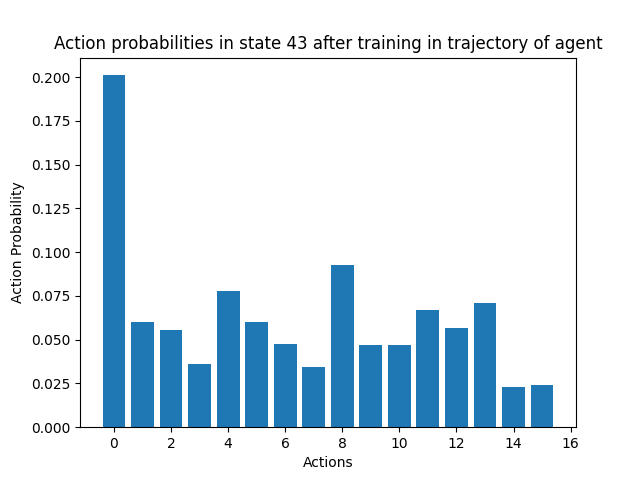 Action probabilities in state 43 after training in trajectory of agent
0.200
0.175
0.150
0.125
0.100
0.075
0.050
0.025
0.000
Action Probability
0 2 4 6 8 10 12 14 16
Actions